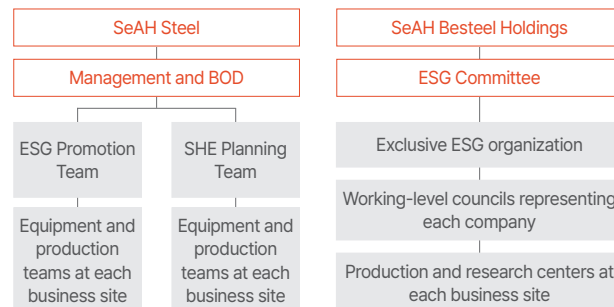 SeAH Steel
Management and BOD
ESG Promotion
Team
SHE Planning
Team
Equipment and
production
teams at each
business site
Equipment and
production
teams at each
business site
SeAH Besteel Holdings
ESG Committee
Exclusive ESG organization
Working-level councils representing
each company
Production and research centers at
each business site